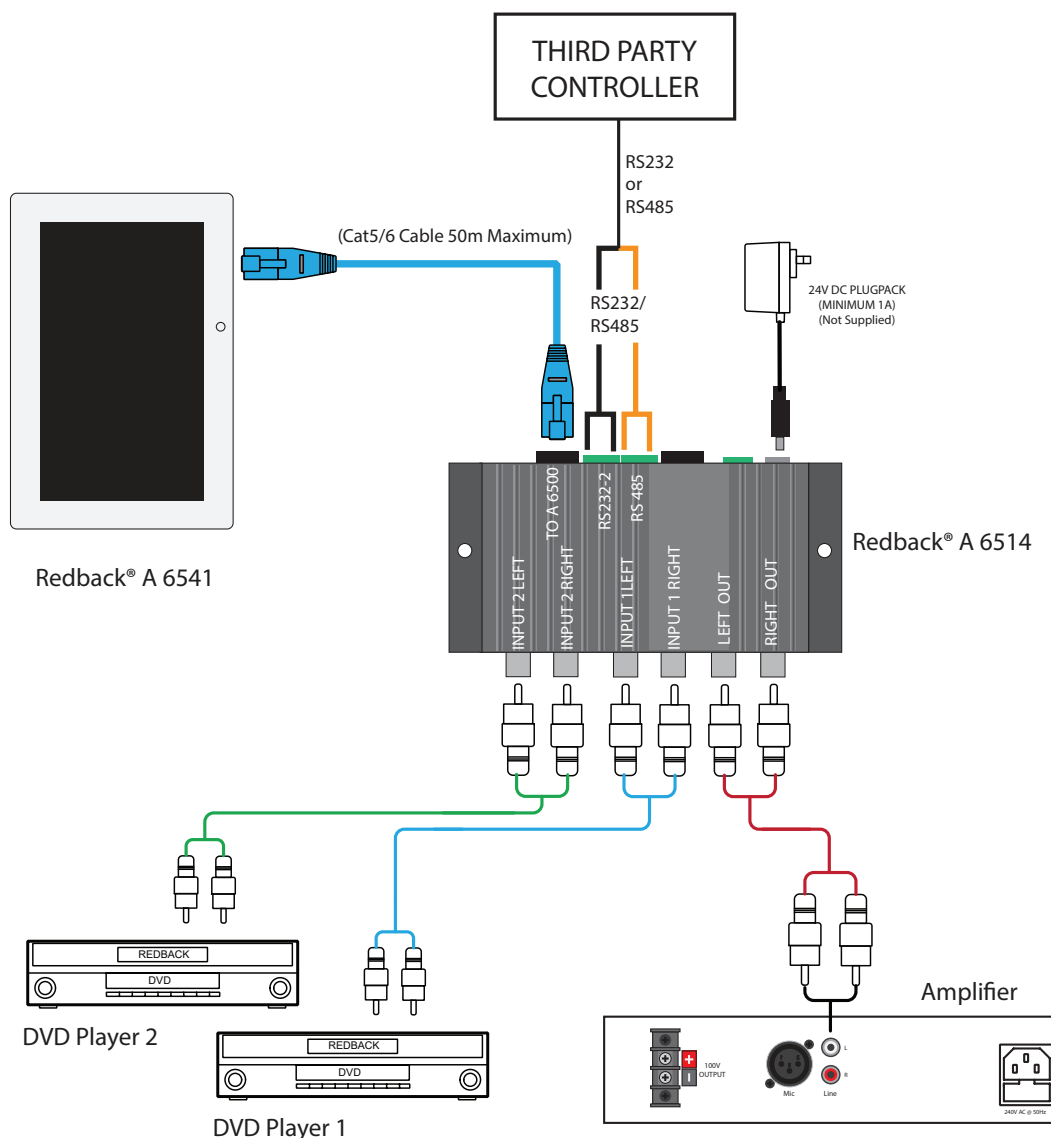 THIRD PARTY
CONTROLLER
RS232
or
RS485
(Cat5/6 Cable 50m Maximum)
24V DC PLUGPACK
(MINIMUM 1A)
(Not Supplied)
RS232/
RS485
Redback® A 6541
TO A 6500
RS232-2
RS 485
Redback® A 6514
INPUT 2 LEFT
INPUT 2 RIGHT
INPUT 1LEFT
INPUT 1 RIGHT
LEFT OUT
RIGHT OUT
REDBACK
DVD
DVD Player 2
REDBACK
DVD
DVD Player 1
Amplifier
100V
OUTPUT
+
–
Mic
Line
L
R
240V AC @ 50Hz